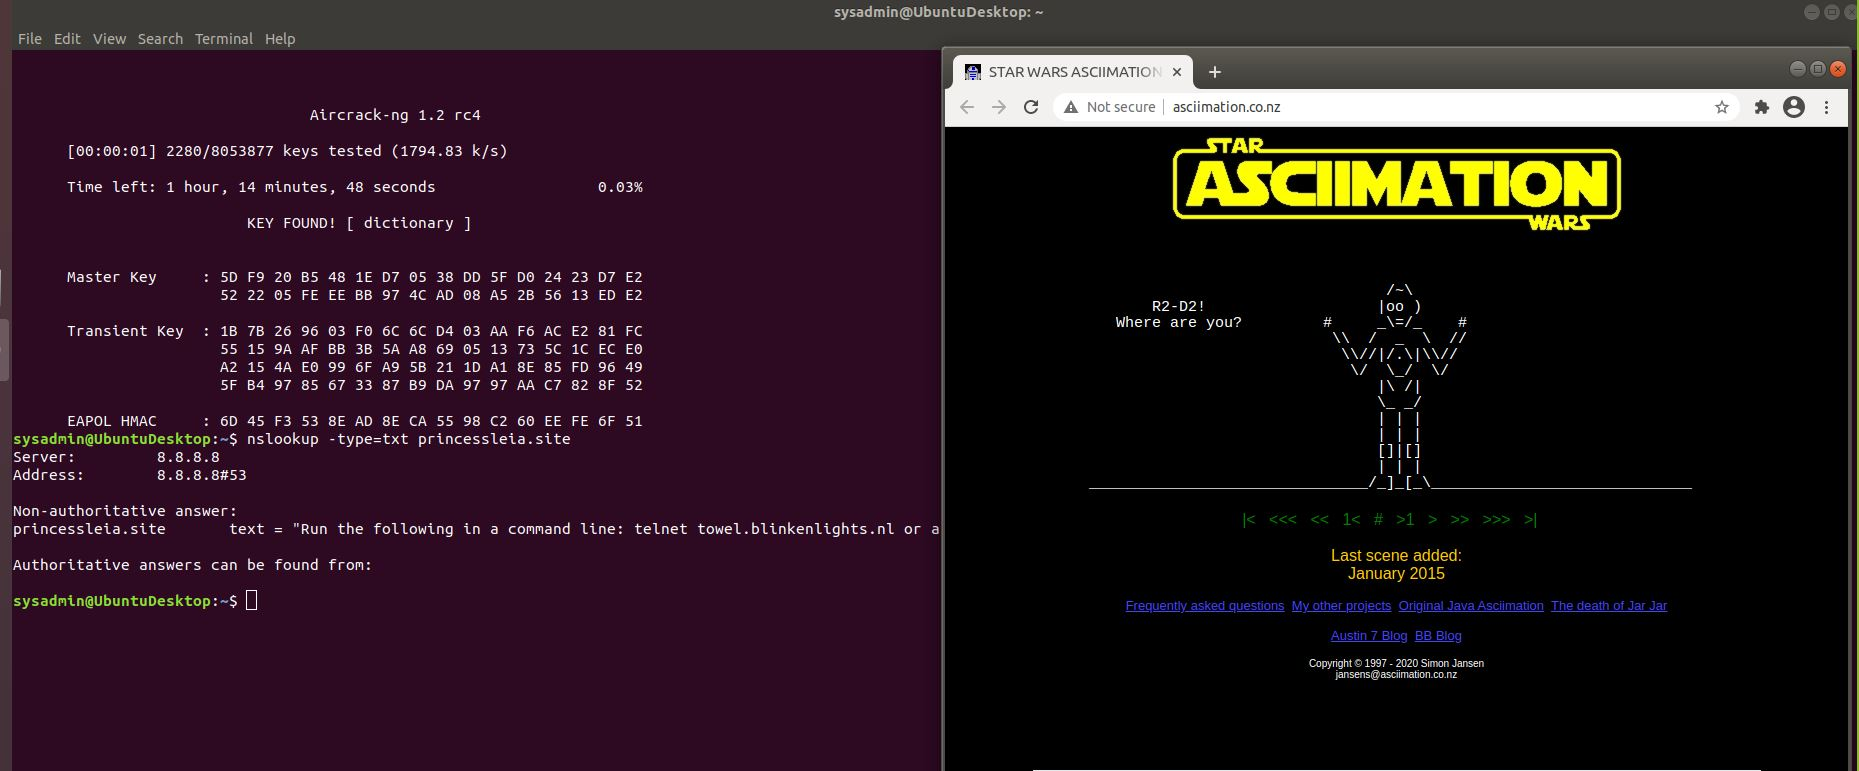 sysadmin@UbuntuDesktop: ~
File Edit View Search Terminal Help
Aircrack-ng 1.2 rc4
[00:00:01] 2280/8053877 keys tested (1794.83 k/s)
Time left: 1 hour, 14 minutes, 48 seconds 0.03%
KEY FOUND! [ dictionary ]
Master Key : 5D F9 20 B5 48 1E D7 05 38 DD 5F D0 24 23 D7 E2
52 22 05 FE EE BB 97 4C AD 08 A5 2B 56 13 ED E2
Transient Key : 1B 7B 26 96 03 F0 6C 6C D4 03 AA F6 AC E2 81 FC
55 15 9A AF BB 3B 5A A8 69 05 13 73 5C 1C EC E0
A2 15 4A E0 99 6F A9 5B 21 1D A1 8E 85 FD 96 49
5F B4 97 85 67 33 87 B9 DA 97 97 AA C7 82 8F 52
EAPOL HMAC : 6D 45 F3 53 8E AD 8E CA 55 98 C2 60 EE FE 6F 51
sysadmin@UbuntuDesktop:~$ nslookup -type=txt princessleia.site
Server: 8.8.8.8
Address: 8.8.8.8#53
Non-authoritative answer:
princessleia.site text = "Run the following in a command line: telnet towel.blinkenlights.nl or a
Authoritative answers can be found from:
sysadmin@UbuntuDesktop:~$
STAR WARS ASCIIMATION
Not secure | asciimation.co.nz
STAR
ASCIIMATION
WARS
R2-D2!
Where are you?
|< <<< << 1< # >1 > >> >>> >|
Last scene added:
January 2015
Frequently asked questions My other projects Original Java Asciimation The death of Jar Jar
Austin 7 Blog BB Blog
Copyright © 1997 - 2020 Simon Jansen
jansens@asciimation.co.nz